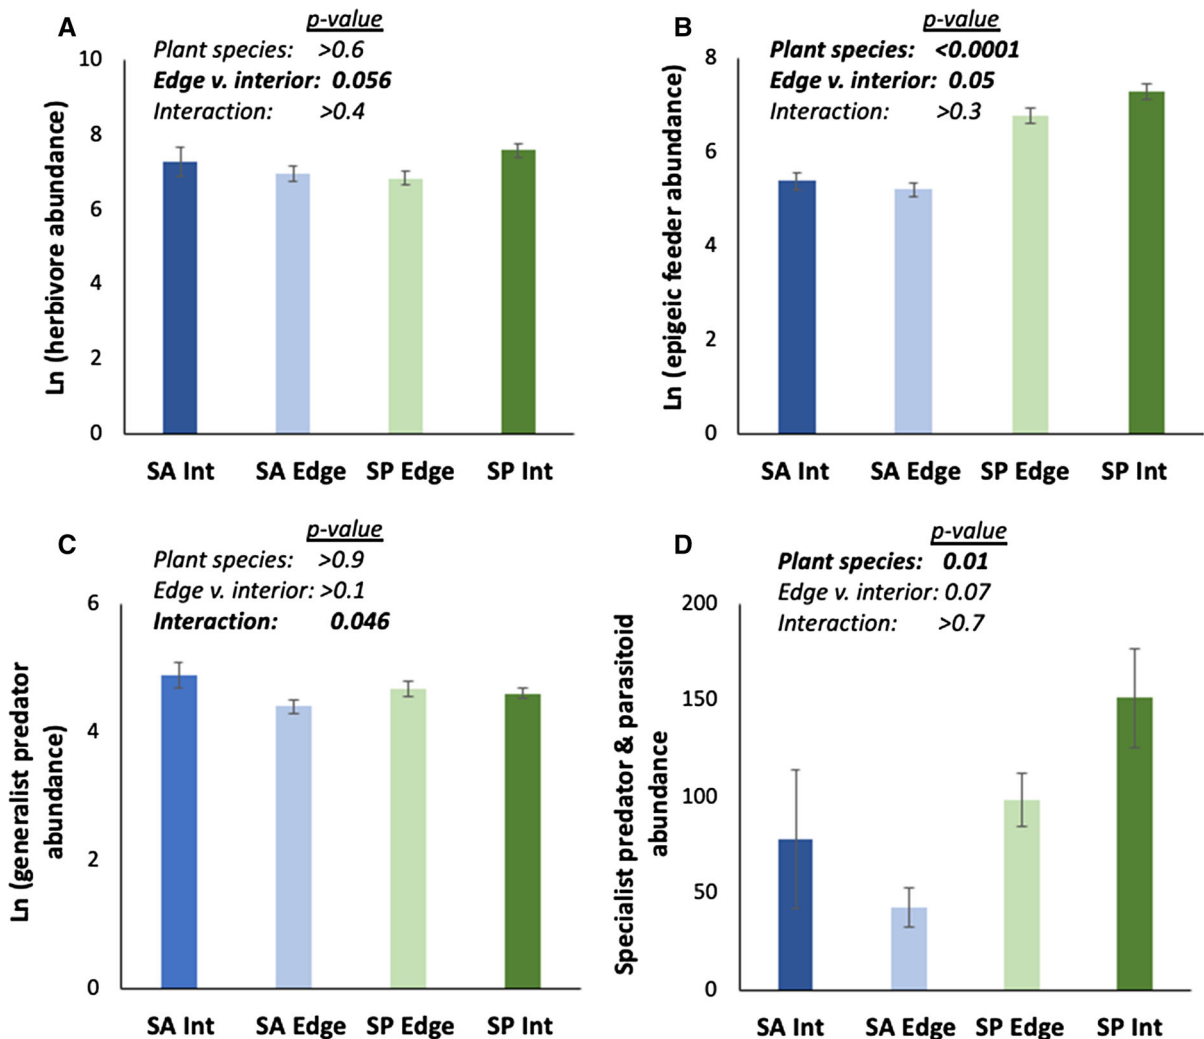 A
p-value
Plant species: >0.6
Edge v. interior: 0.056
Interaction: >0.4
10
8
6
4
2
0
Ln (herbivore abundance)
SA Int SA Edge SP Edge SP Int
B
p-value
Plant species: <0.0001
Edge v. interior: 0.05
Interaction: >0.3
8
6
4
2
0
Ln (epigeic feeder abundance)
SA Int SA Edge SP Edge SP Int
C
p-value
Plant species: >0.9
Edge v. interior: >0.1
Interaction: 0.046
6
4
2
0
Ln (generalist predator
abundance)
SA Int SA Edge SP Edge SP Int
D
p-value
Plant species: 0.01
Edge v. interior: 0.07
Interaction: >0.7
200
150
100
50
0
Specialist predator & parasitoid
abundance
SA Int SA Edge SP Edge SP Int